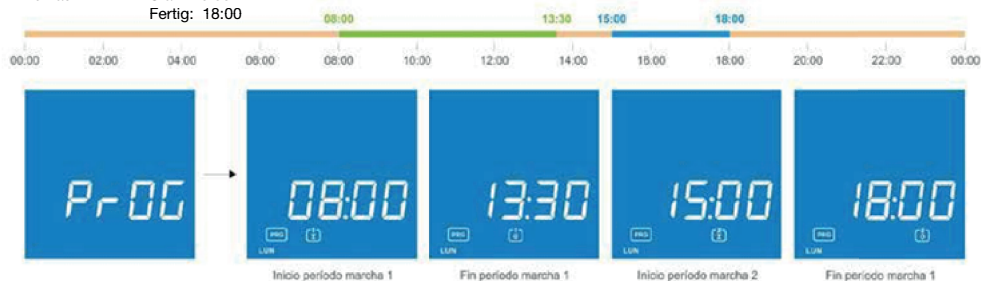 Fertig: 18:00
08:00 13:30 15:00 18:00
00:00 02:00 04:00 06:00 08:00 10:00 12:00 14:00 16:00 18:00 20:00 22:00 00:00
PrOG 08:00 13:30 15:00 18:00
PRG PRG PRG PRG
LUN LUN LUN LUN
Inicio período marcha 1 Fin período marcha 1 Inicio período marcha 2 Fin período marcha 1